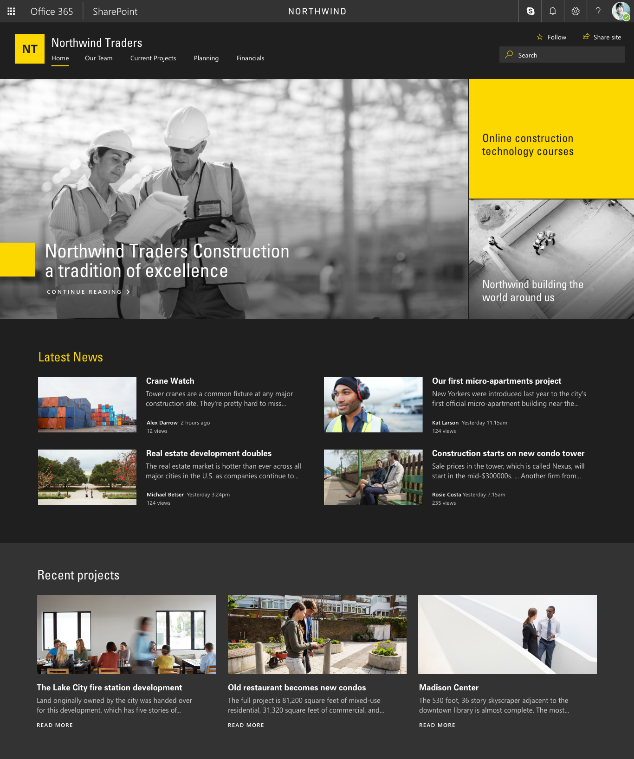 Office 365 SharePoint NORTHWIND ?
NT
Northwind Traders
Follow Share site
Home Our Team Current Projects Planning Financials
Search
Northwind Traders Construction
a tradition of excellence
CONTINUE READING
Online construction
technology courses
Northwind building the
world around us
Latest News
Crane Watch
Tower cranes are a common fixture at any major
construction site. They're pretty hard to miss...
Alex Darrow 2 hours ago
12 views
Our first micro-apartments project
New Yorkers were introduced last year to the city's
first official micro-apartment building near the...
Kat Larson Yesterday 11:15am
124 views
Real estate development doubles
The real estate market is hotter than ever across all
major cities in the U.S. as companies continue to...
Michael Betser Yesterday 3:24pm
124 views
Construction starts on new condo tower
Sale prices in the tower, which is called Nexus, will
start in the mid-$300000s. ... Another firm from...
Rosie Costa Yesterday 7:15am
235 views
Recent projects
The Lake City fire station development
Land originally owned by the city was handed over
for this development, which has five stories of...
READ MORE
Old restaurant becomes new condos
The full project is 81,200 square feet of mixed-use
residential, 31,320 square feet of commercial, and...
READ MORE
Madison Center
The 530 foot, 36 story skyscraper adjacent to the
downtown library is almost complete. The most...
READ MORE